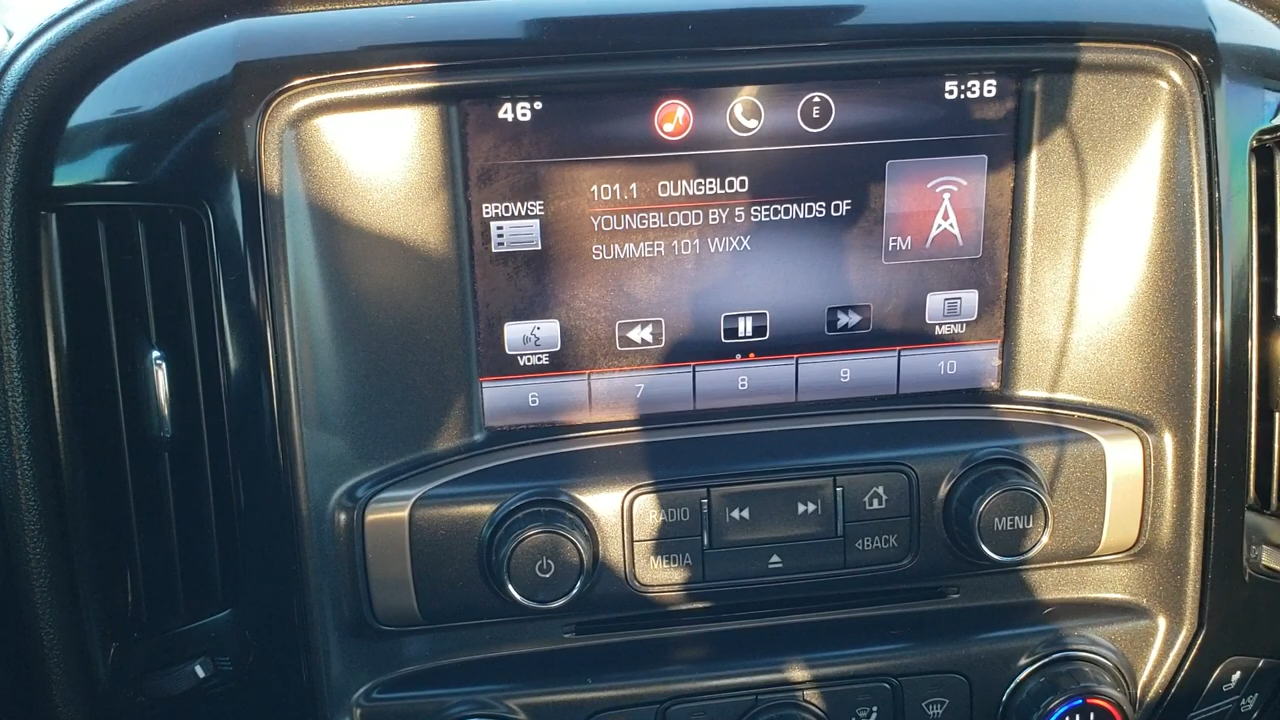 46°
E
5:36
BROWSE
101.1 OUNGBLOO
YOUNGBLOOD BY 5 SECONDS OF
SUMMER 101 WIXX
FM
VOICE
MENU
6 7 8 9 10
RADIO
MEDIA
BACK
MENU